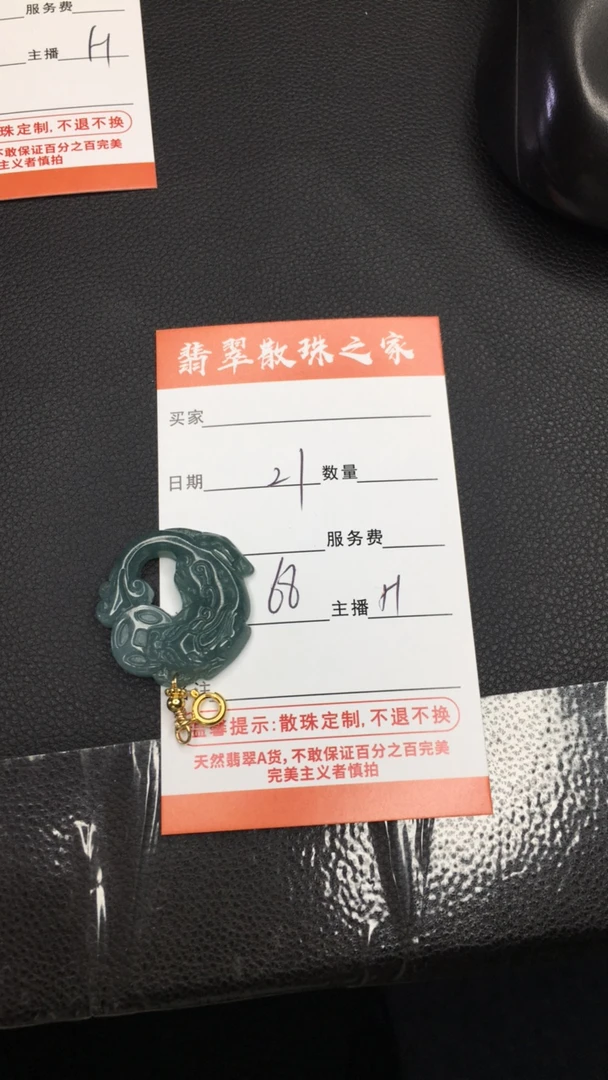 服务费
主播 H
珠定制,不退不换
不敢保证百分之百完美
主义者慎拍
翡翠散珠之家
买家
日期 21 数量
服务费
68 主播 H
注
提示:散珠定制,不退不换
天然翡翠A货,不敢保证百分之百完美
完美主义者慎拍